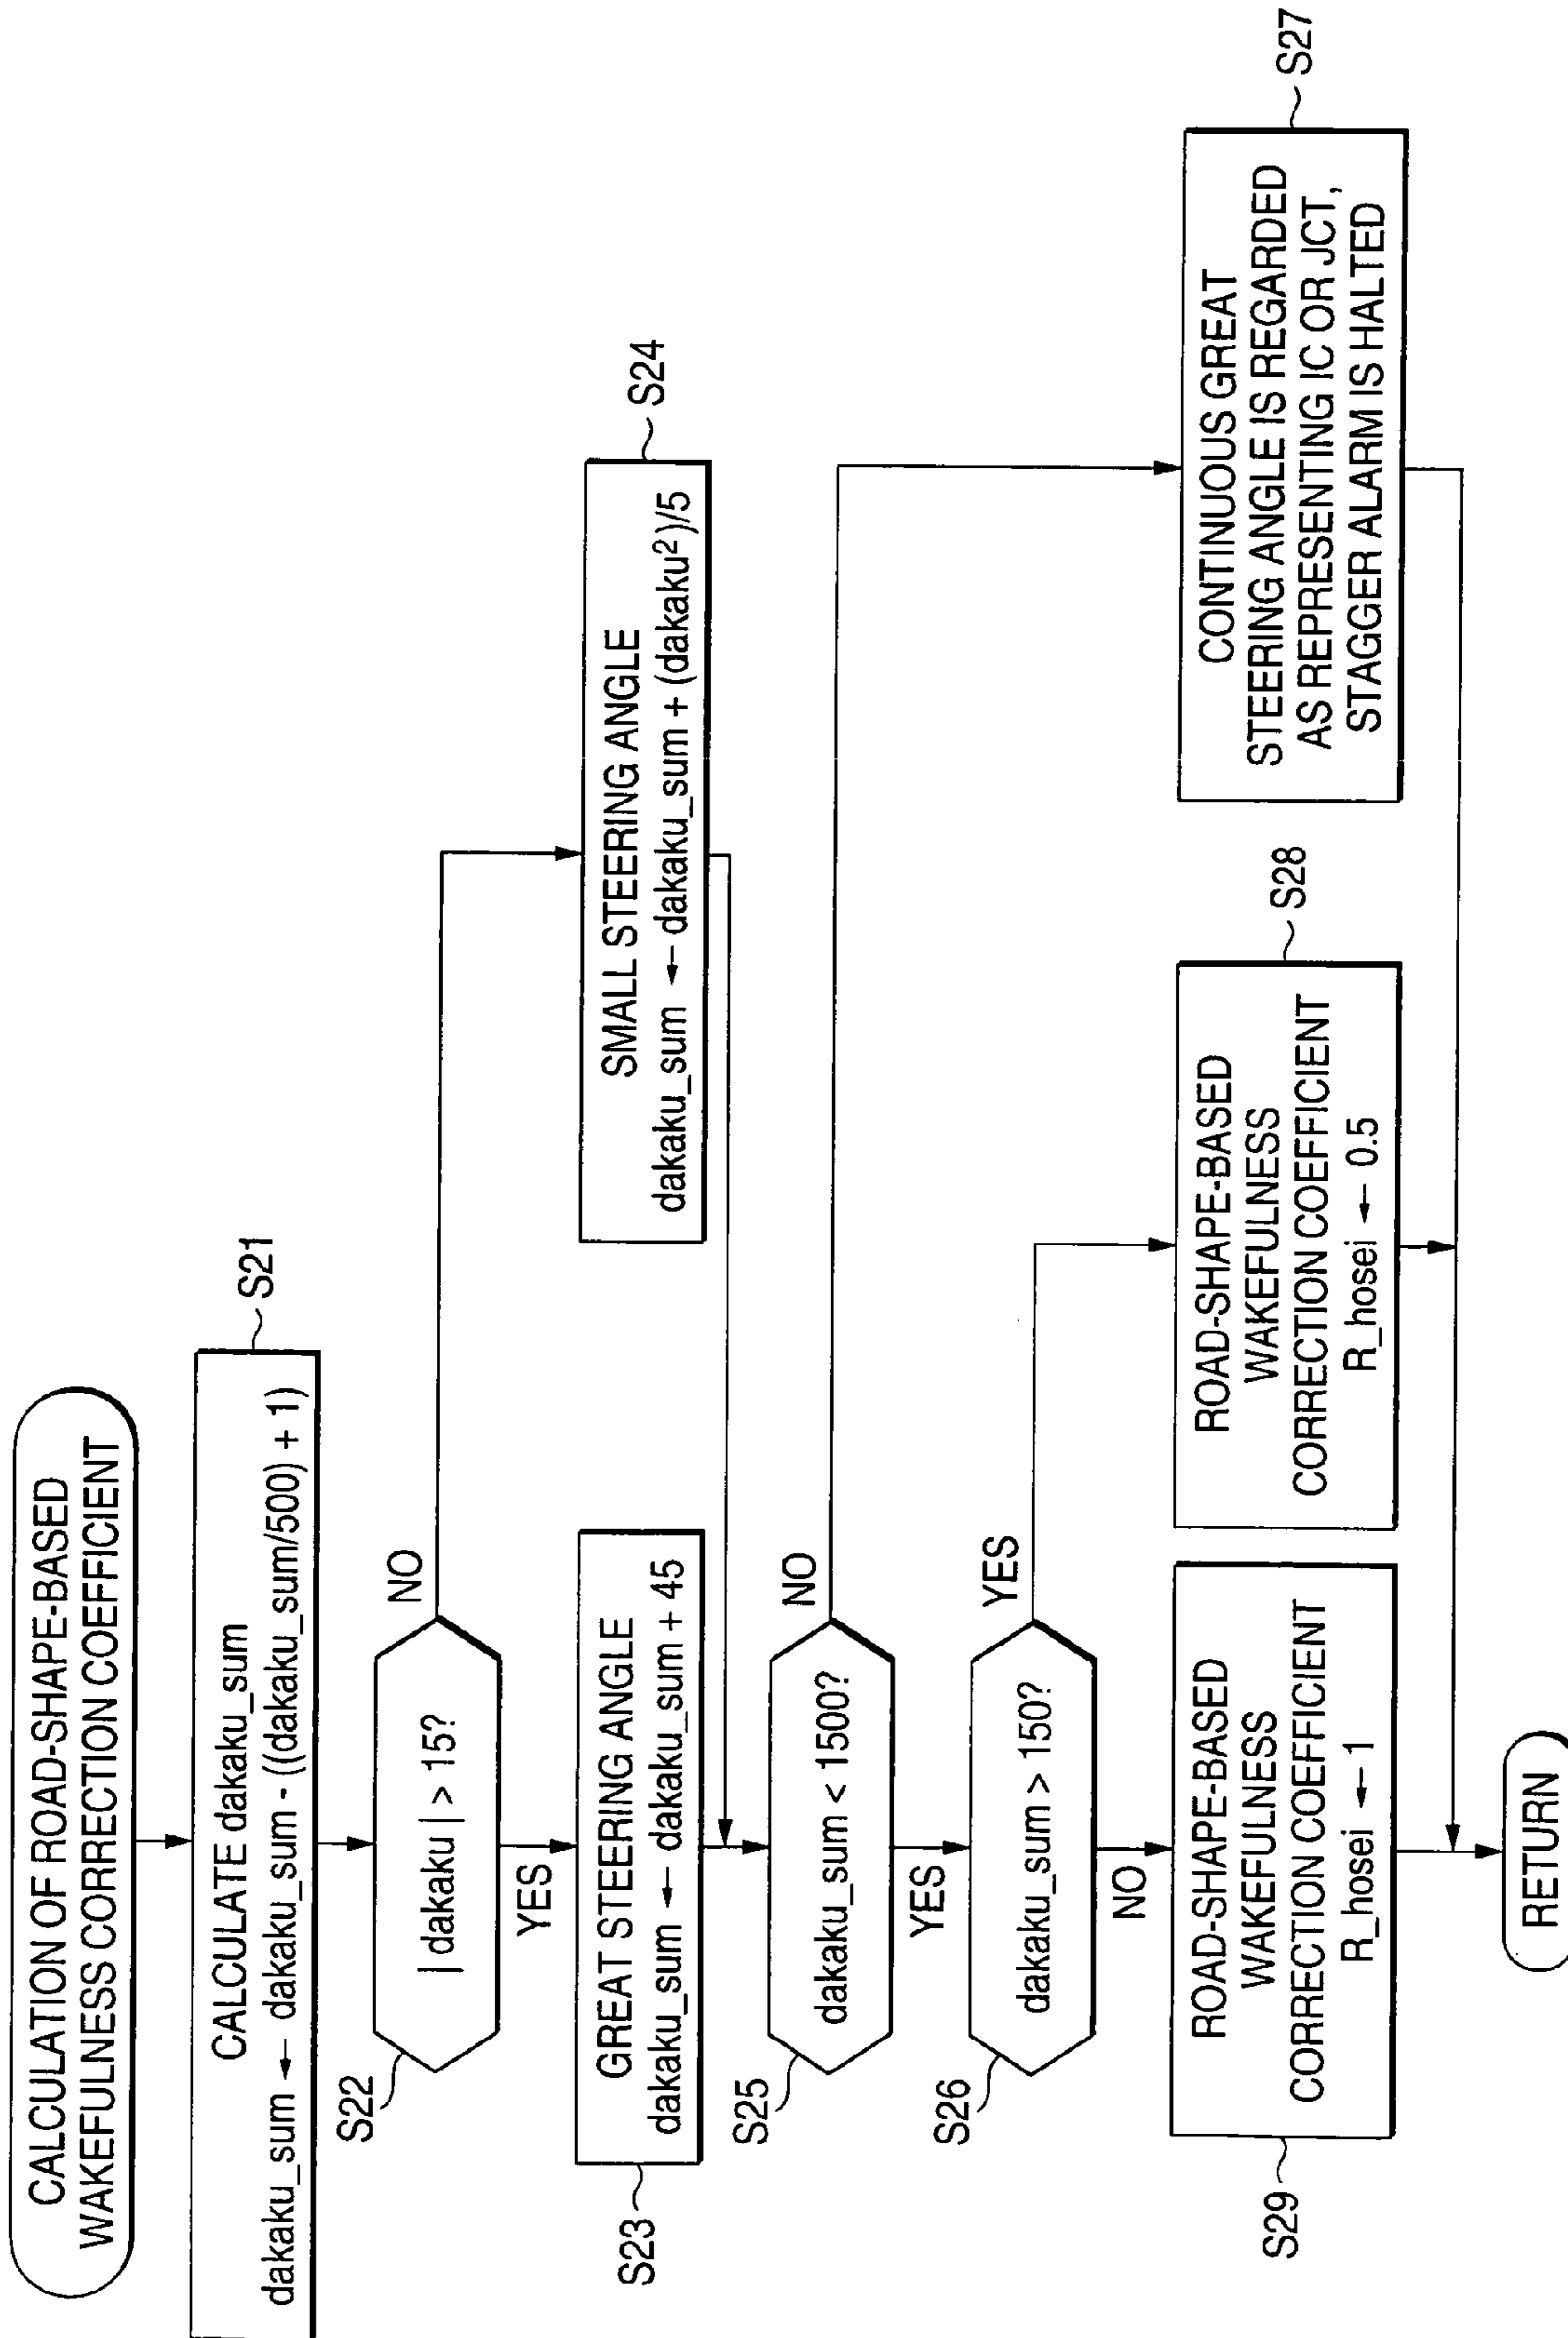 CALCULATION OF ROAD-SHAPE-BASED
WAKEFULNESS CORRECTION COEFFICIENT
S21
CALCULATE dakaku_sum
dakaku_sum ← dakaku_sum - ((dakaku_sum/500) + 1)
S22
| dakaku | > 15?
NO
YES
S23
GREAT STEERING ANGLE
dakaku_sum ← dakaku_sum + 45
S24
SMALL STEERING ANGLE
dakaku_sum ← dakaku_sum + (dakaku²)/5
S25
dakaku_sum < 1500?
NO
YES
S26
dakaku_sum > 150?
YES
NO
S29
ROAD-SHAPE-BASED
WAKEFULNESS
CORRECTION COEFFICIENT
R_hosei ← 1
S28
ROAD-SHAPE-BASED
WAKEFULNESS
CORRECTION COEFFICIENT
R_hosei ← 0.5
S27
CONTINUOUS GREAT
STEERING ANGLE IS REGARDED
AS REPRESENTING IC OR JCT,
STAGGER ALARM IS HALTED
RETURN